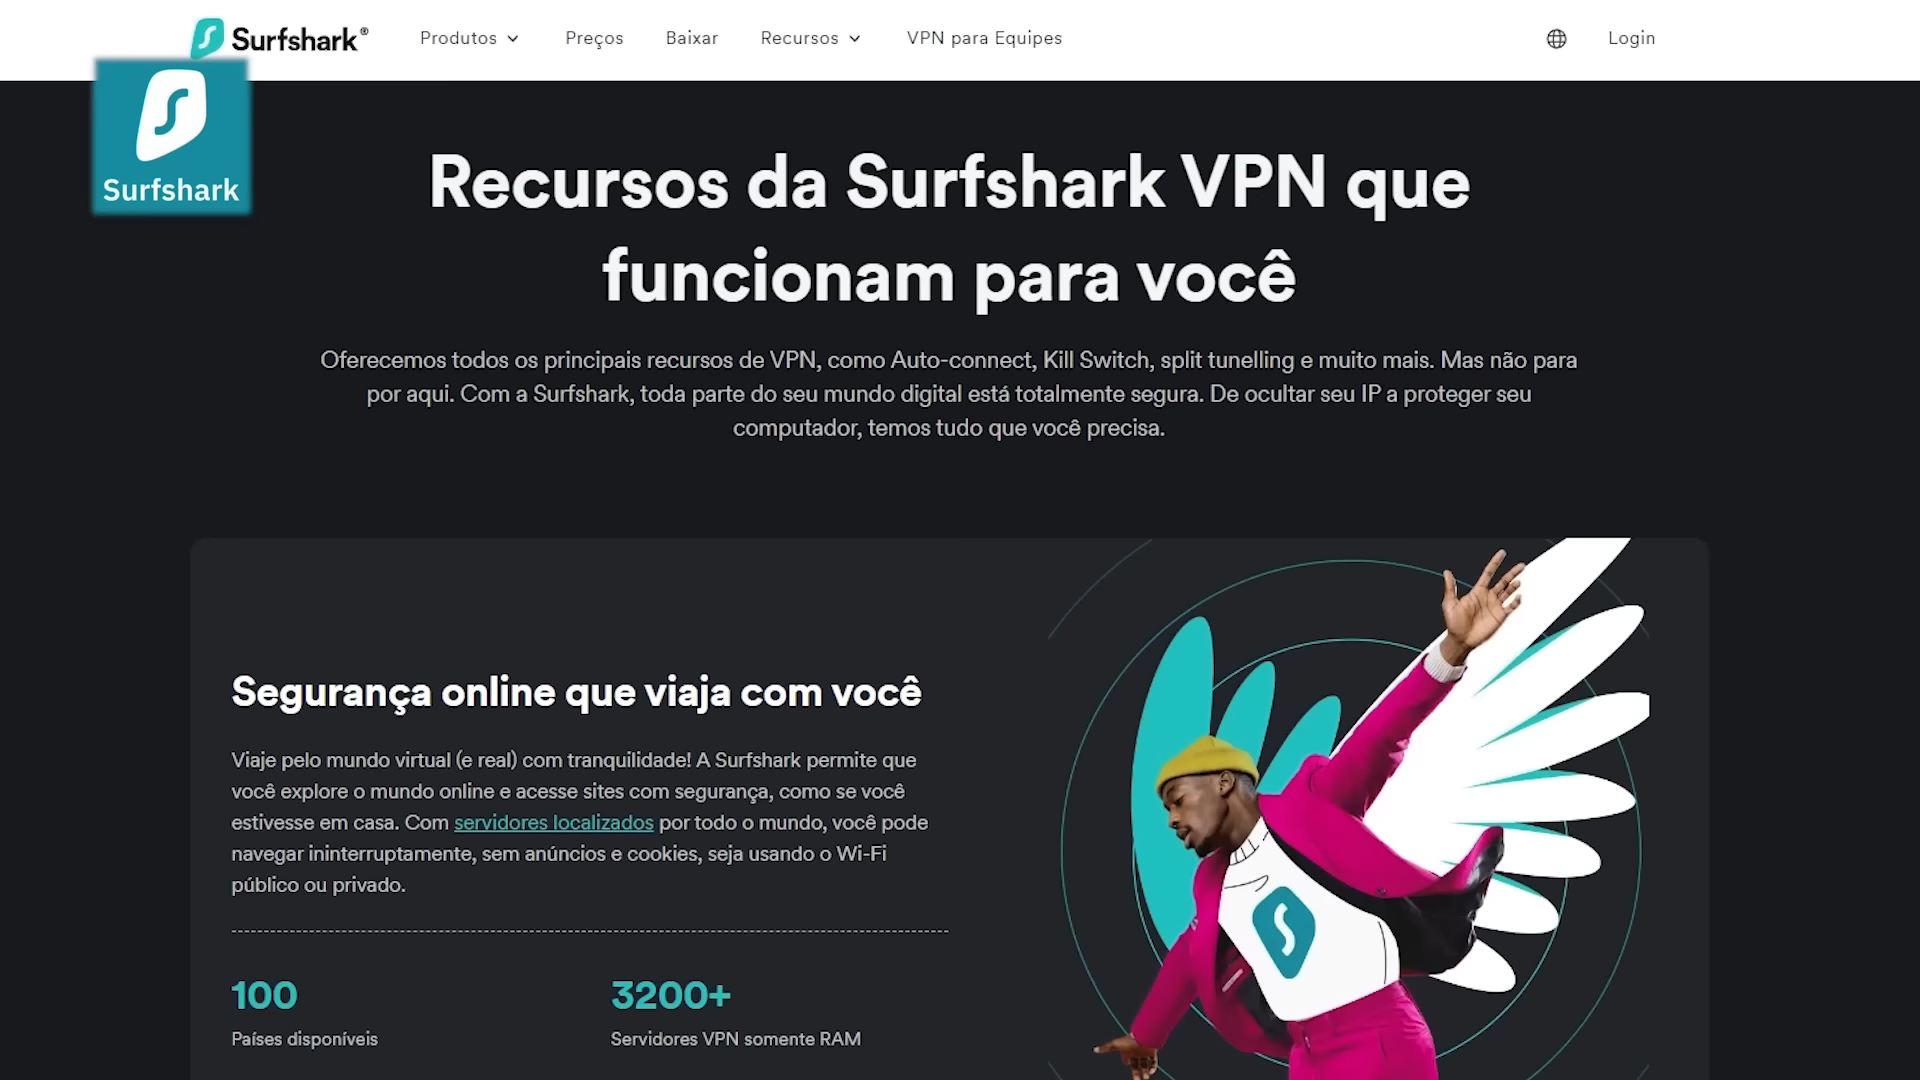 Surfshark®
Produtos
Preços
Baixar
Recursos
VPN para Equipes
Login
Surfshark
Recursos da Surfshark VPN que
funcionam para você
Oferecemos todos os principais recursos de VPN, como Auto-connect, Kill Switch, split tunelling e muito mais. Mas não para
por aqui. Com a Surfshark, toda parte do seu mundo digital está totalmente segura. De ocultar seu IP a proteger seu
computador, temos tudo que você precisa.
Segurança online que viaja com você
Viaje pelo mundo virtual (e real) com tranquilidade! A Surfshark permite que
você explore o mundo online e acesse sites com segurança, como se você
estivesse em casa. Com servidores localizados por todo o mundo, você pode
navegar ininterruptamente, sem anúncios e cookies, seja usando o Wi-Fi
público ou privado.
100
Países disponíveis
3200+
Servidores VPN somente RAM